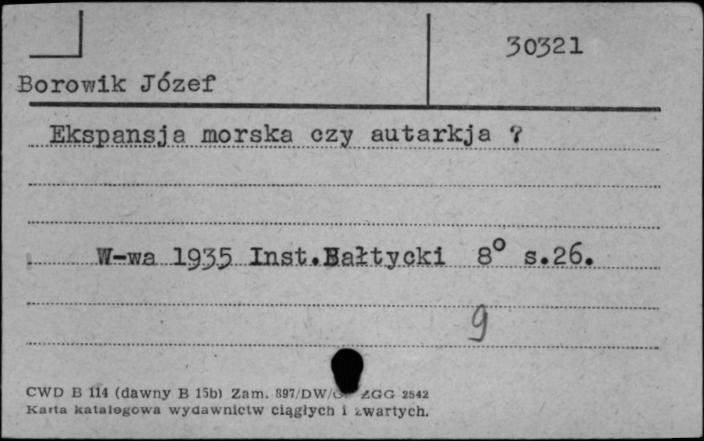 30321
Borowik Józef
Ekspansja morska czy autarkja ?
W-wa 1935 Inst.Bałtycki 8° s.26.
9
CWD B 114 (dawny B 15b) Zam. 897/DW/ ZGG 2542
Karta katalogowa wydawnictw ciągłych i zwartych.